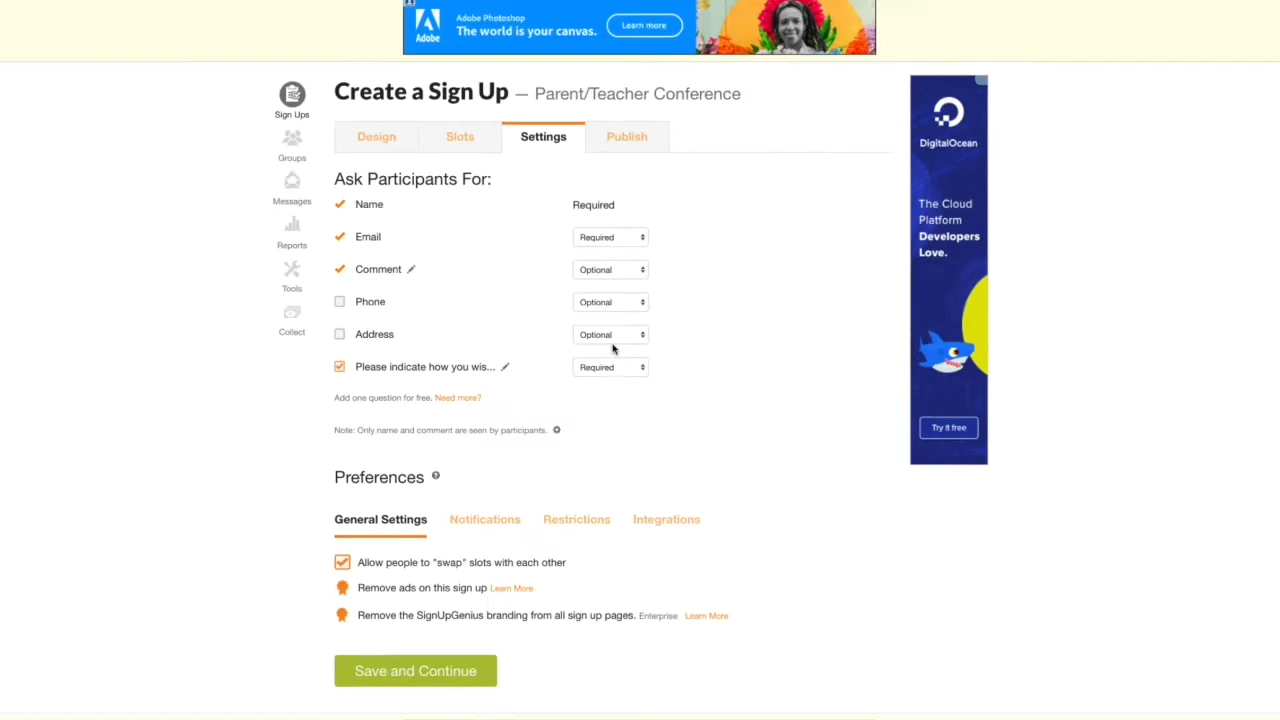 Adobe
Adobe Photoshop
The world is your canvas.
Learn more
Create a Sign Up — Parent/Teacher Conference
Sign Ups
Groups
Messages
Reports
Tools
Collect
Design Slots Settings Publish
Ask Participants For:
Name Required
Email Required
Comment Optional
Phone Optional
Address Optional
Please indicate how you wis... Required
Add one question for free. Need more?
Note: Only name and comment are seen by participants.
Preferences
General Settings Notifications Restrictions Integrations
Allow people to "swap" slots with each other
Remove ads on this sign up Learn More
Remove the SignUpGenius branding from all sign up pages. Enterprise Learn More
Save and Continue
DigitalOcean
The Cloud
Platform
Developers
Love.
Try it free